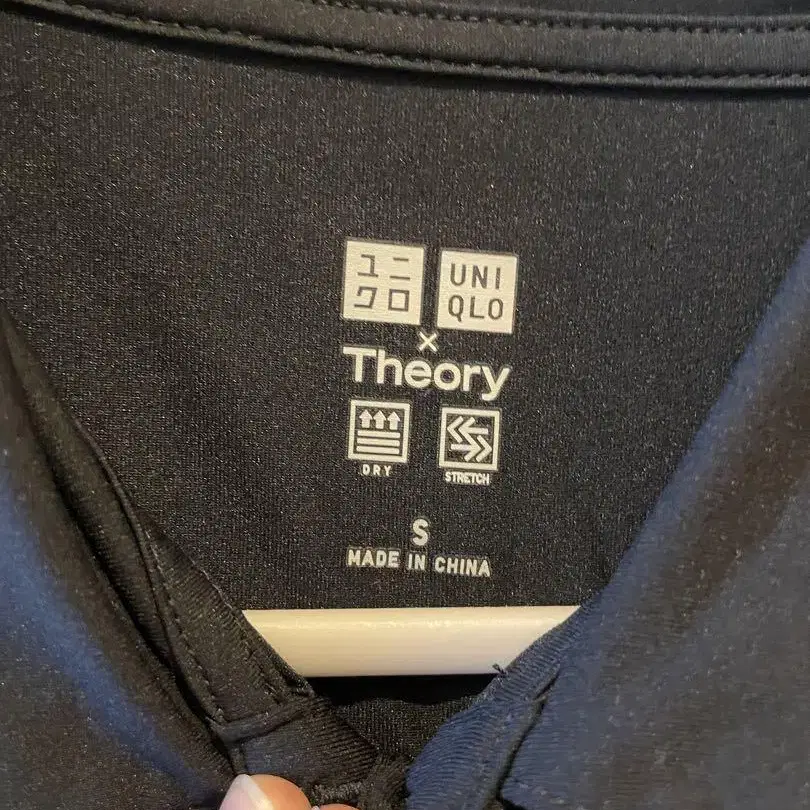 ユニ UNI
クロ QLO
×
Theory
DRY STRETCH
S
MADE IN CHINA